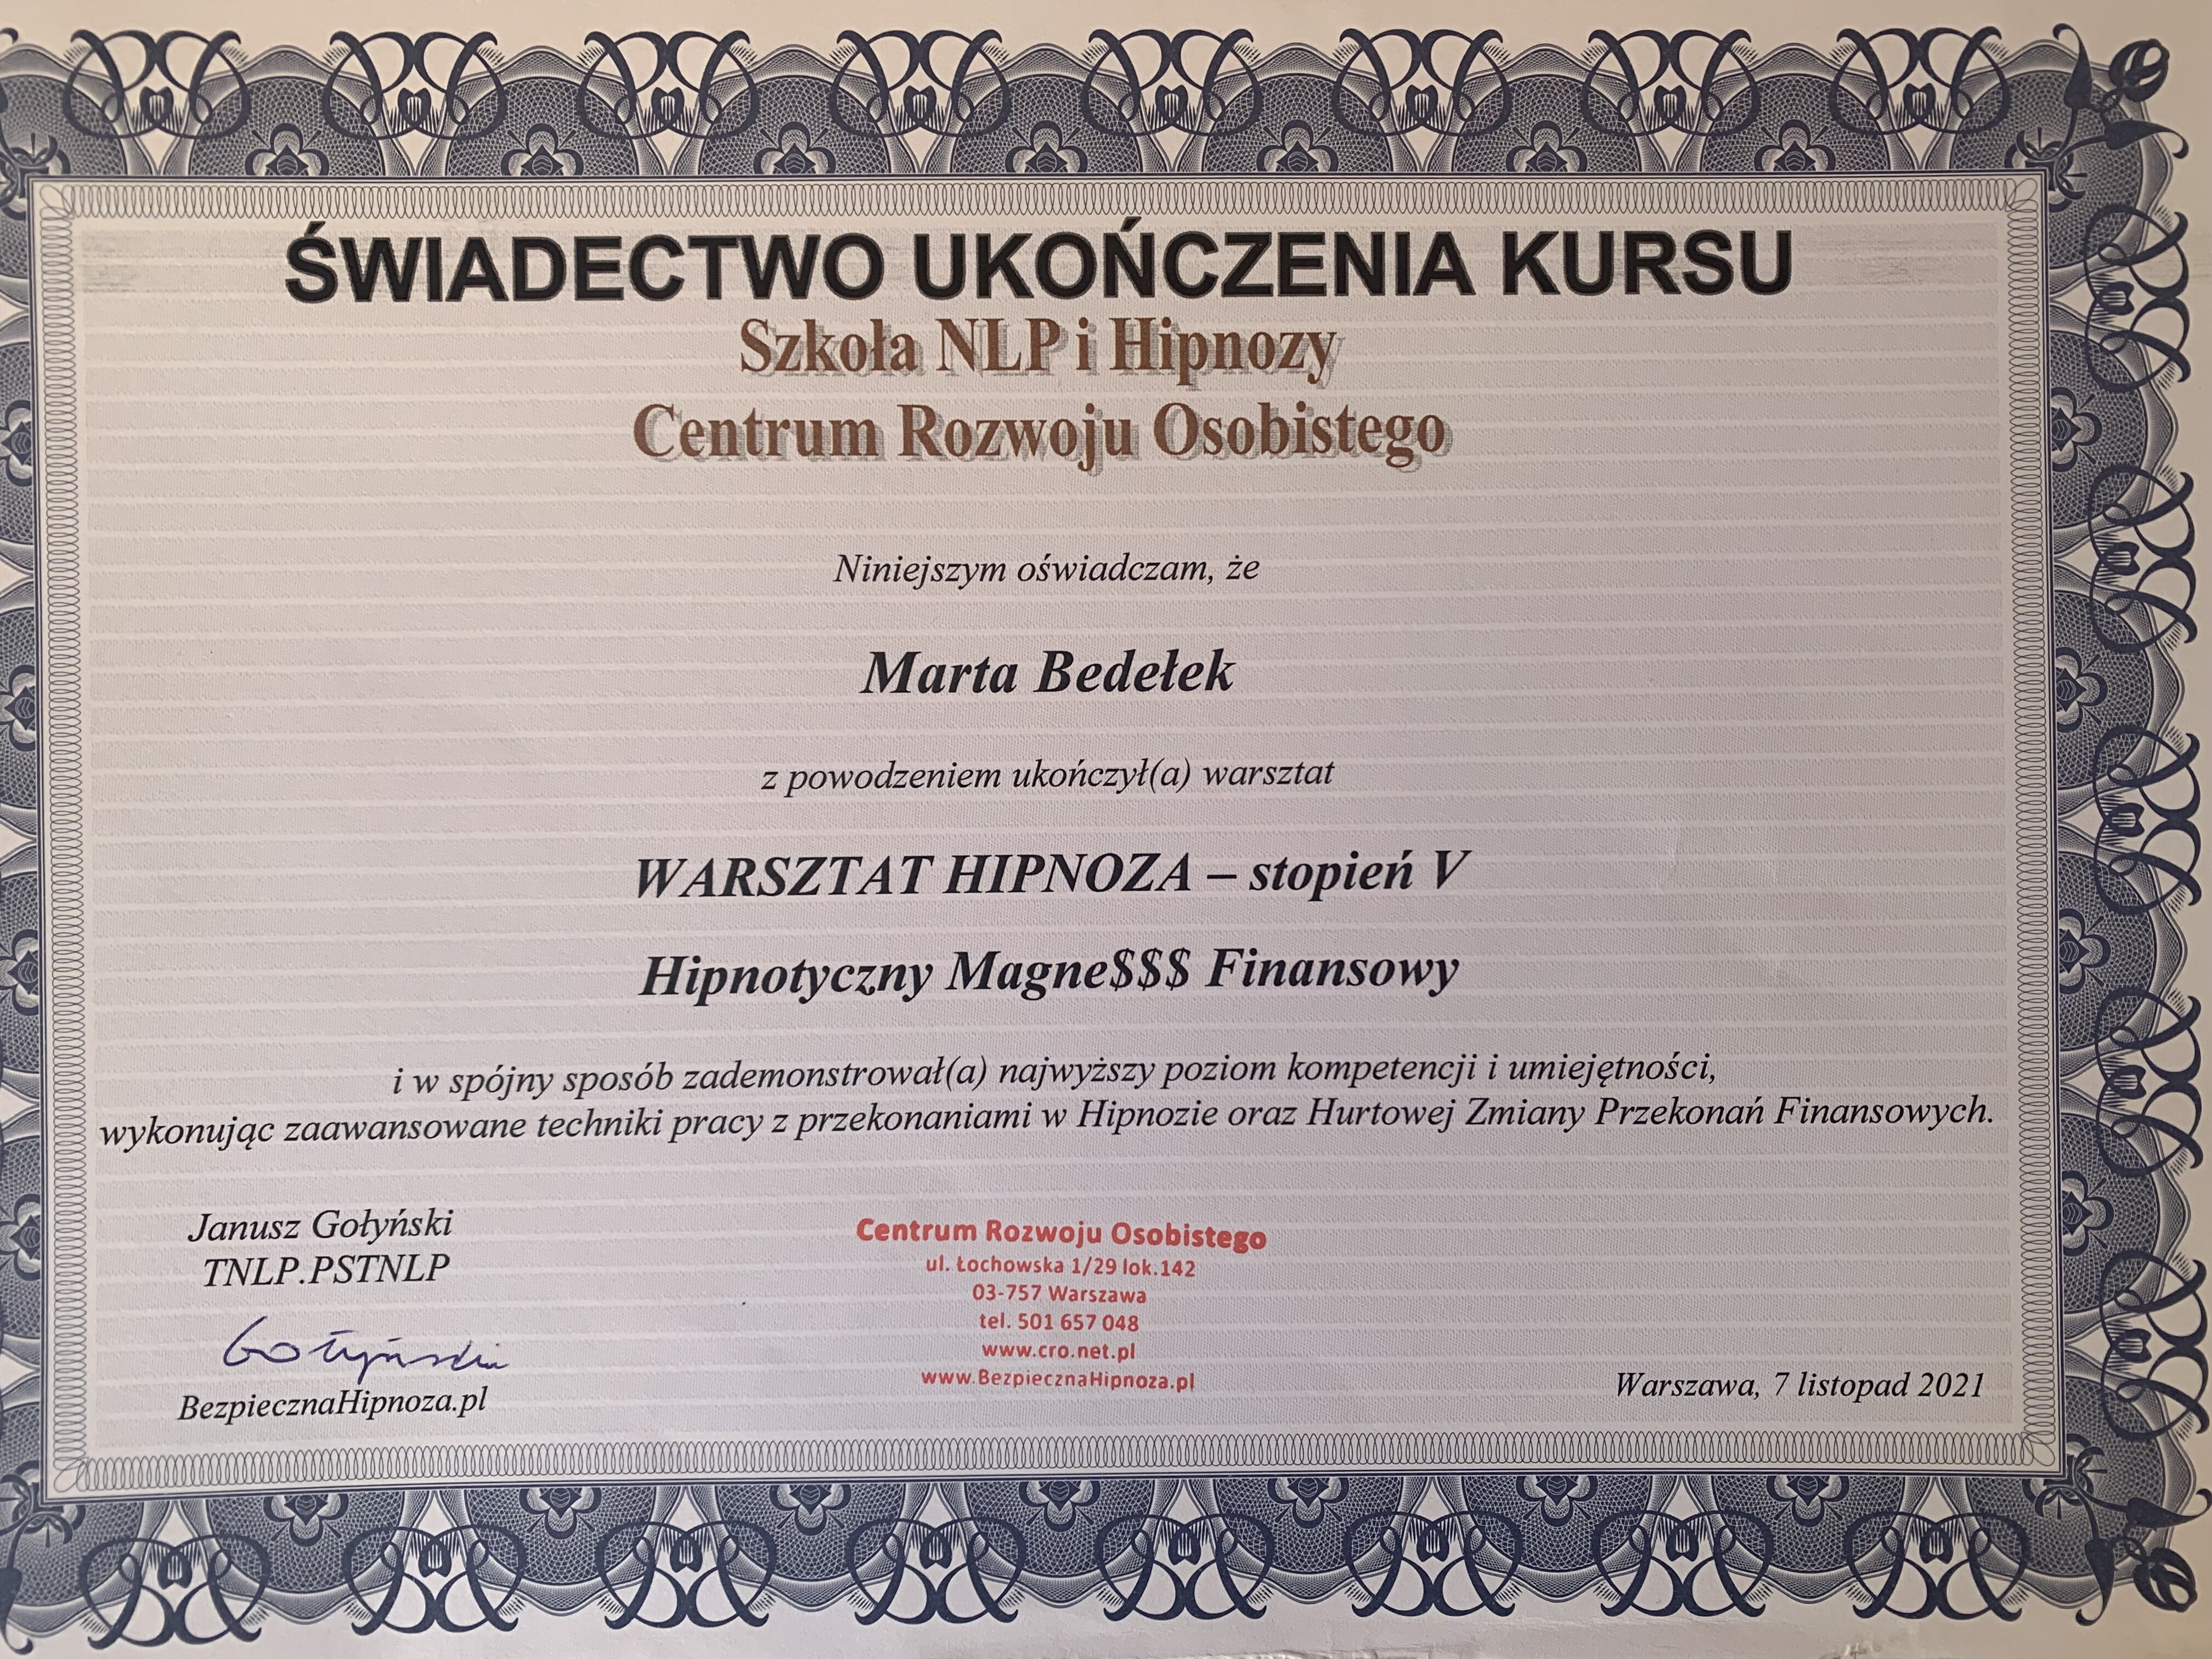 ŚWIADECTWO UKOŃCZENIA KURSU
Szkoła NLP i Hipnozy
Centrum Rozwoju Osobistego
Niniejszym oświadczam, że
Marta Bedełek
z powodzeniem ukończył(a) warsztat
WARSZTAT HIPNOZA – stopień V
Hipnotyczny Magne$$$ Finansowy
i w spójny sposób zademonstrował(a) najwyższy poziom kompetencji i umiejętności,
wykonując zaawansowane techniki pracy z przekonaniami w Hipnozie oraz Hurtowej Zmiany Przekonań Finansowych.
Janusz Gołyński
TNLP.PSTNLP
Gołyński
BezpiecznaHipnoza.pl
Centrum Rozwoju Osobistego
ul. Łochowska 1/29 lok.142
03-757 Warszawa
tel. 501 657 048
www.cro.net.pl
www.BezpiecznaHipnoza.pl
Warszawa, 7 listopad 2021